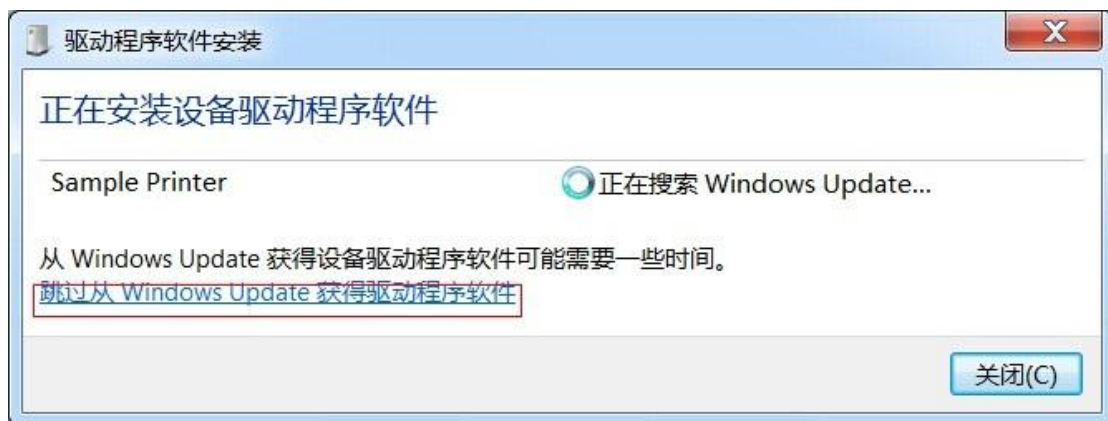 驱动程序软件安装
正在安装设备驱动程序软件
Sample Printer 正在搜索 Windows Update...
从 Windows Update 获得设备驱动程序软件可能需要一些时间。
跳过从 Windows Update 获得驱动程序软件
关闭(C)